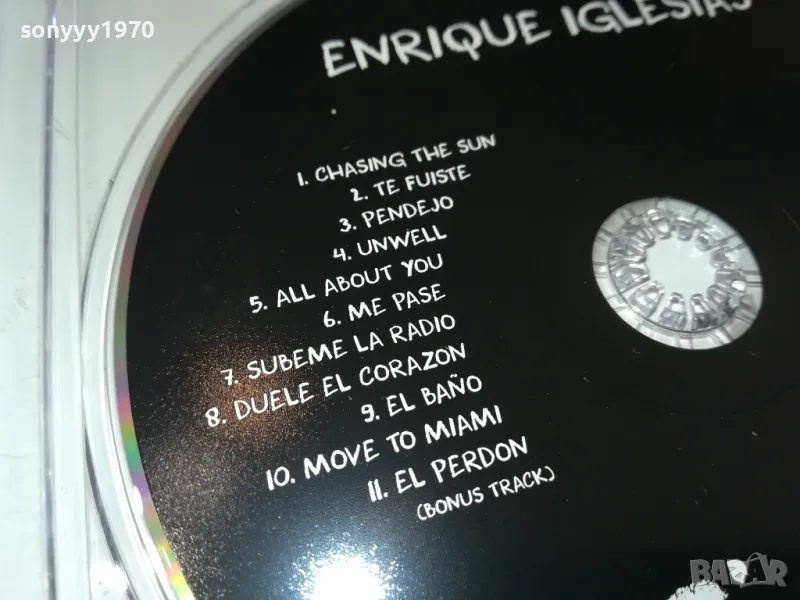 sonyyy1970
ENRIQUE IGLESIAS
1. CHASING THE SUN
2. TE FUISTE
3. PENDEJO
4. UNWELL
5. ALL ABOUT YOU
6. ME PASE
7. SUBEME LA RADIO
8. DUELE EL CORAZON
9. EL BAÑO
10. MOVE TO MIAMI
11. EL PERDON
(BONUS TRACK)
BAZAR